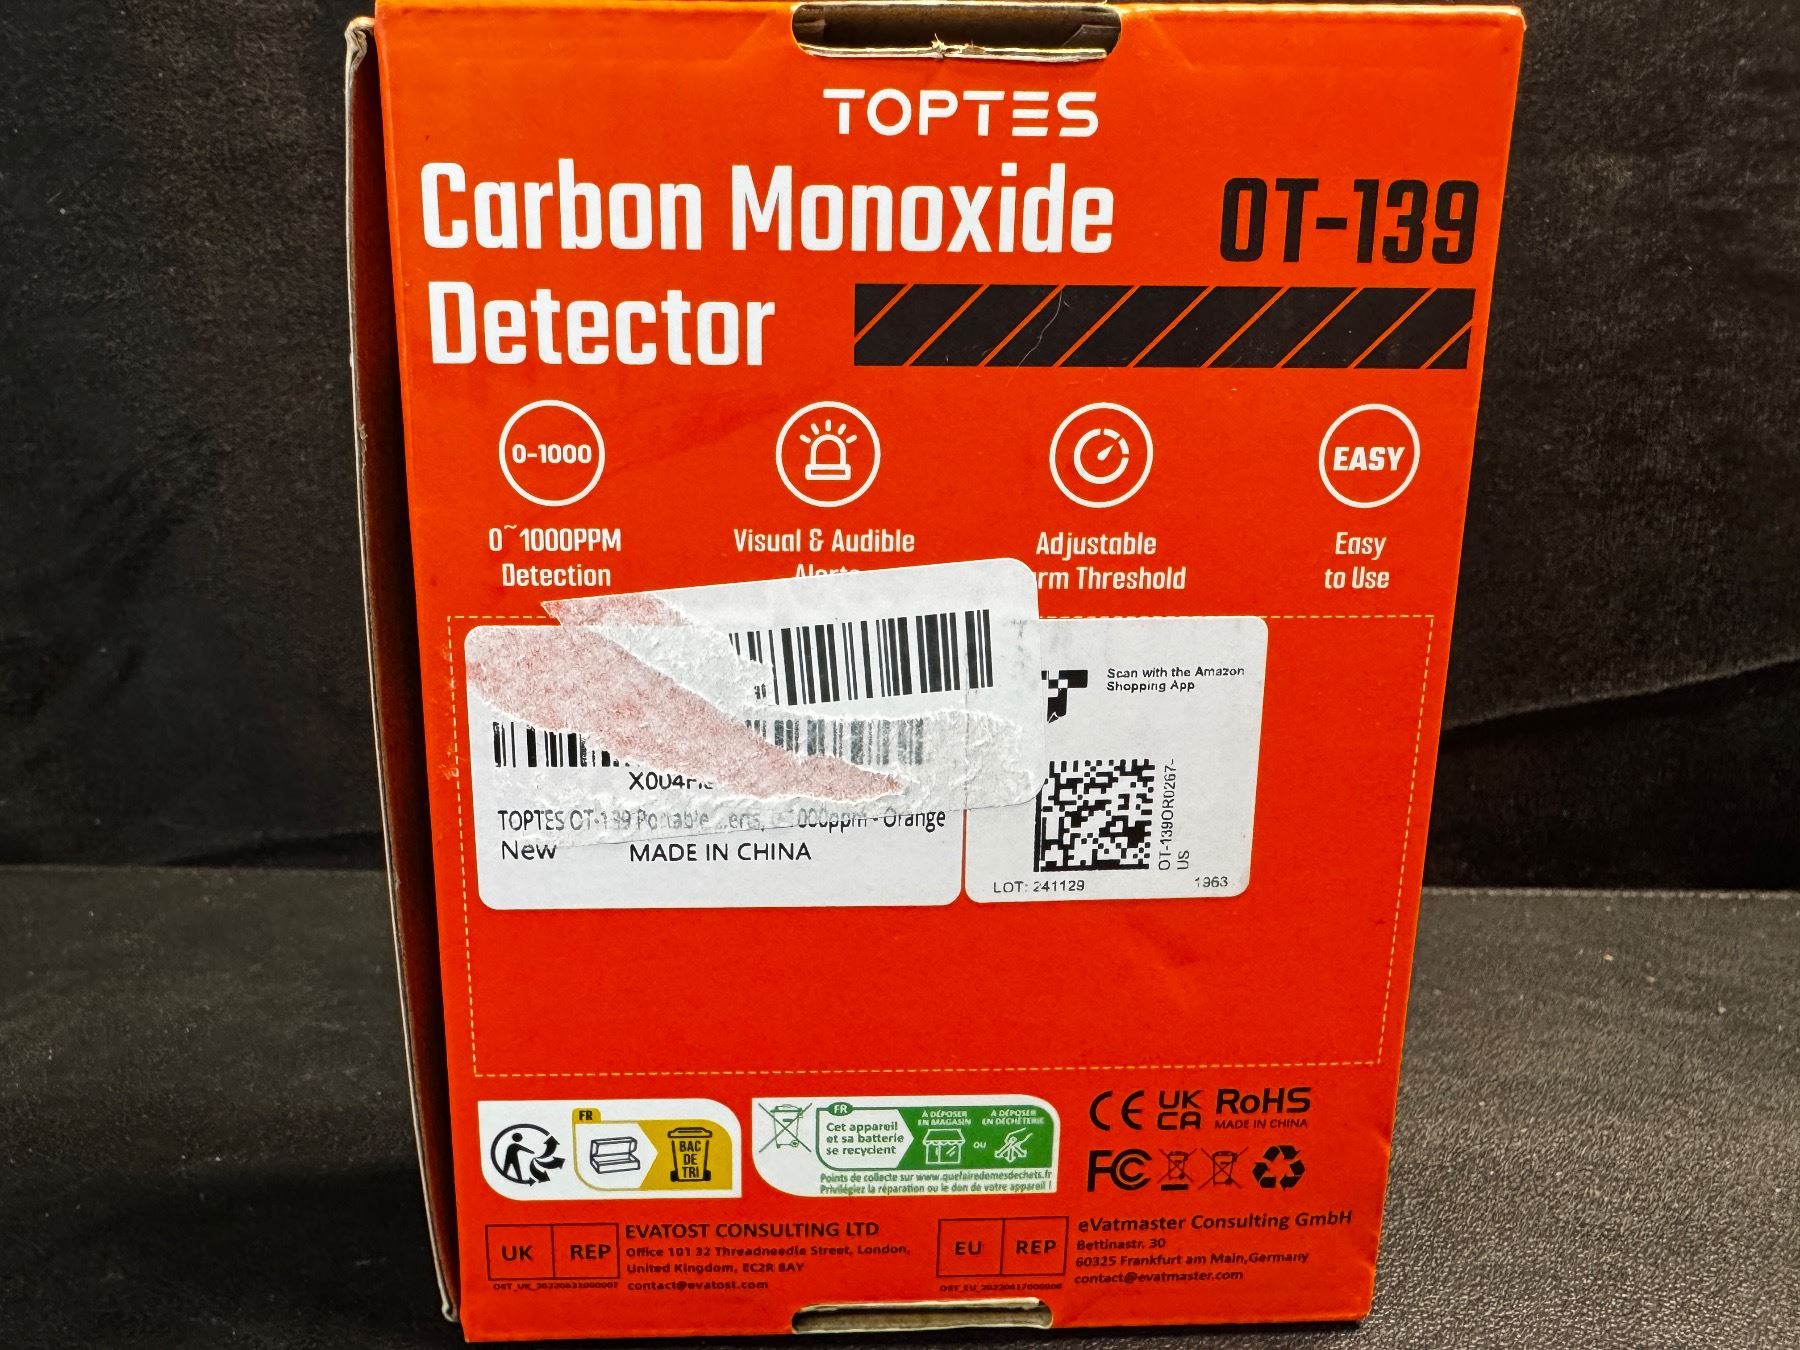 TOPTES
Carbon Monoxide
Detector
OT-139
0-1000
0~1000PPM
Detection
Visual & Audible
Alerts
Adjustable
rm Threshold
EASY
Easy
to Use
Scan with the Amazon
Shopping App
TOPTES OT-139 Portable 000ppm - Orange
New
MADE IN CHINA
OT-139OR0267-
US
LOT: 241129
1963
FR
BAC
DE
TRI
FR
Cet appareil
et sa batterie
se recyclent
À DÉPOSER
EN MAGASIN
OU
À DÉPOSER
EN DÉCHÈTERIE
Points de collecte sur www.quefairedemesdechets.fr
Privilégiez la réparation ou le don de votre appareil !
CE
UK
CA
RoHS
MADE IN CHINA
FC
UK REP
EVATOST CONSULTING LTD
Office 101 32 Threadneedle Street, London,
United Kingdom, EC2R 8AY
contact@evatost.com
EU REP
eVatmaster Consulting GmbH
Bettinastr. 30
60325 Frankfurt am Main,Germany
contact@evatmaster.com